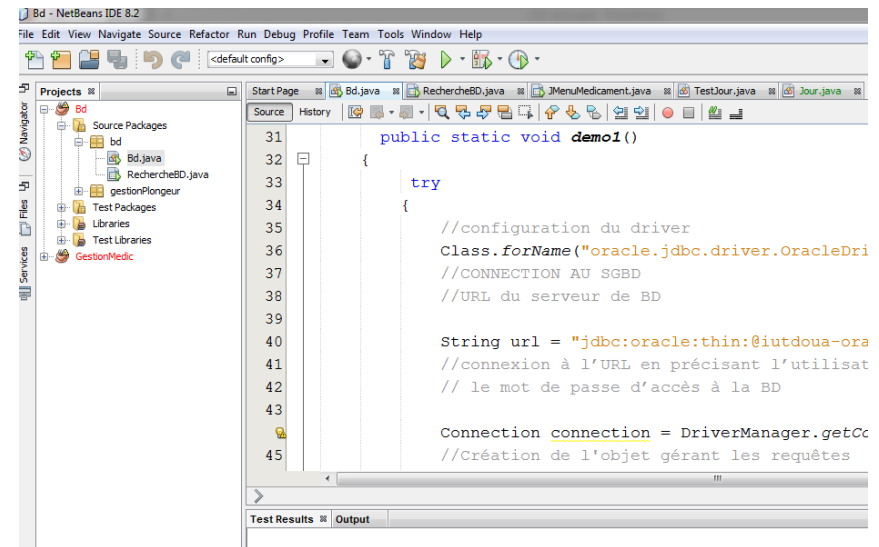 Bd - NetBeans IDE 8.2
File Edit View Navigate Source Refactor Run Debug Profile Team Tools Window Help
<default config>
Projects
Start Page Bd.java RechercheBD.java JMenuMedicament.java TestJour.java Jour.java
Source History
Navigator
Files
Services
Bd
Source Packages
bd
Bd.java
RechercheBD.java
gestionPlongeur
Test Packages
Libraries
Test Libraries
GestionMedic
31 public static void demo1()
32 {
33 try
34 {
35 //configuration du driver
36 Class.forName("oracle.jdbc.driver.OracleDri
37 //CONNECTION AU SGBD
38 //URL du serveur de BD
39
40 String url = "jdbc:oracle:thin:@iutdoua-ora
41 //connexion à l’URL en précisant l’utilisat
42 // le mot de passe d’accès à la BD
43
Connection connection = DriverManager.getCo
45 //Création de l'objet gérant les requêtes
Test Results Output